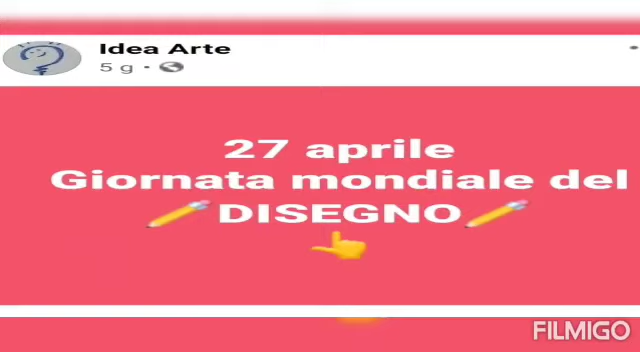 Idea Arte
5 g •
27 aprile
Giornata mondiale del
DISEGNO
FILMIGO